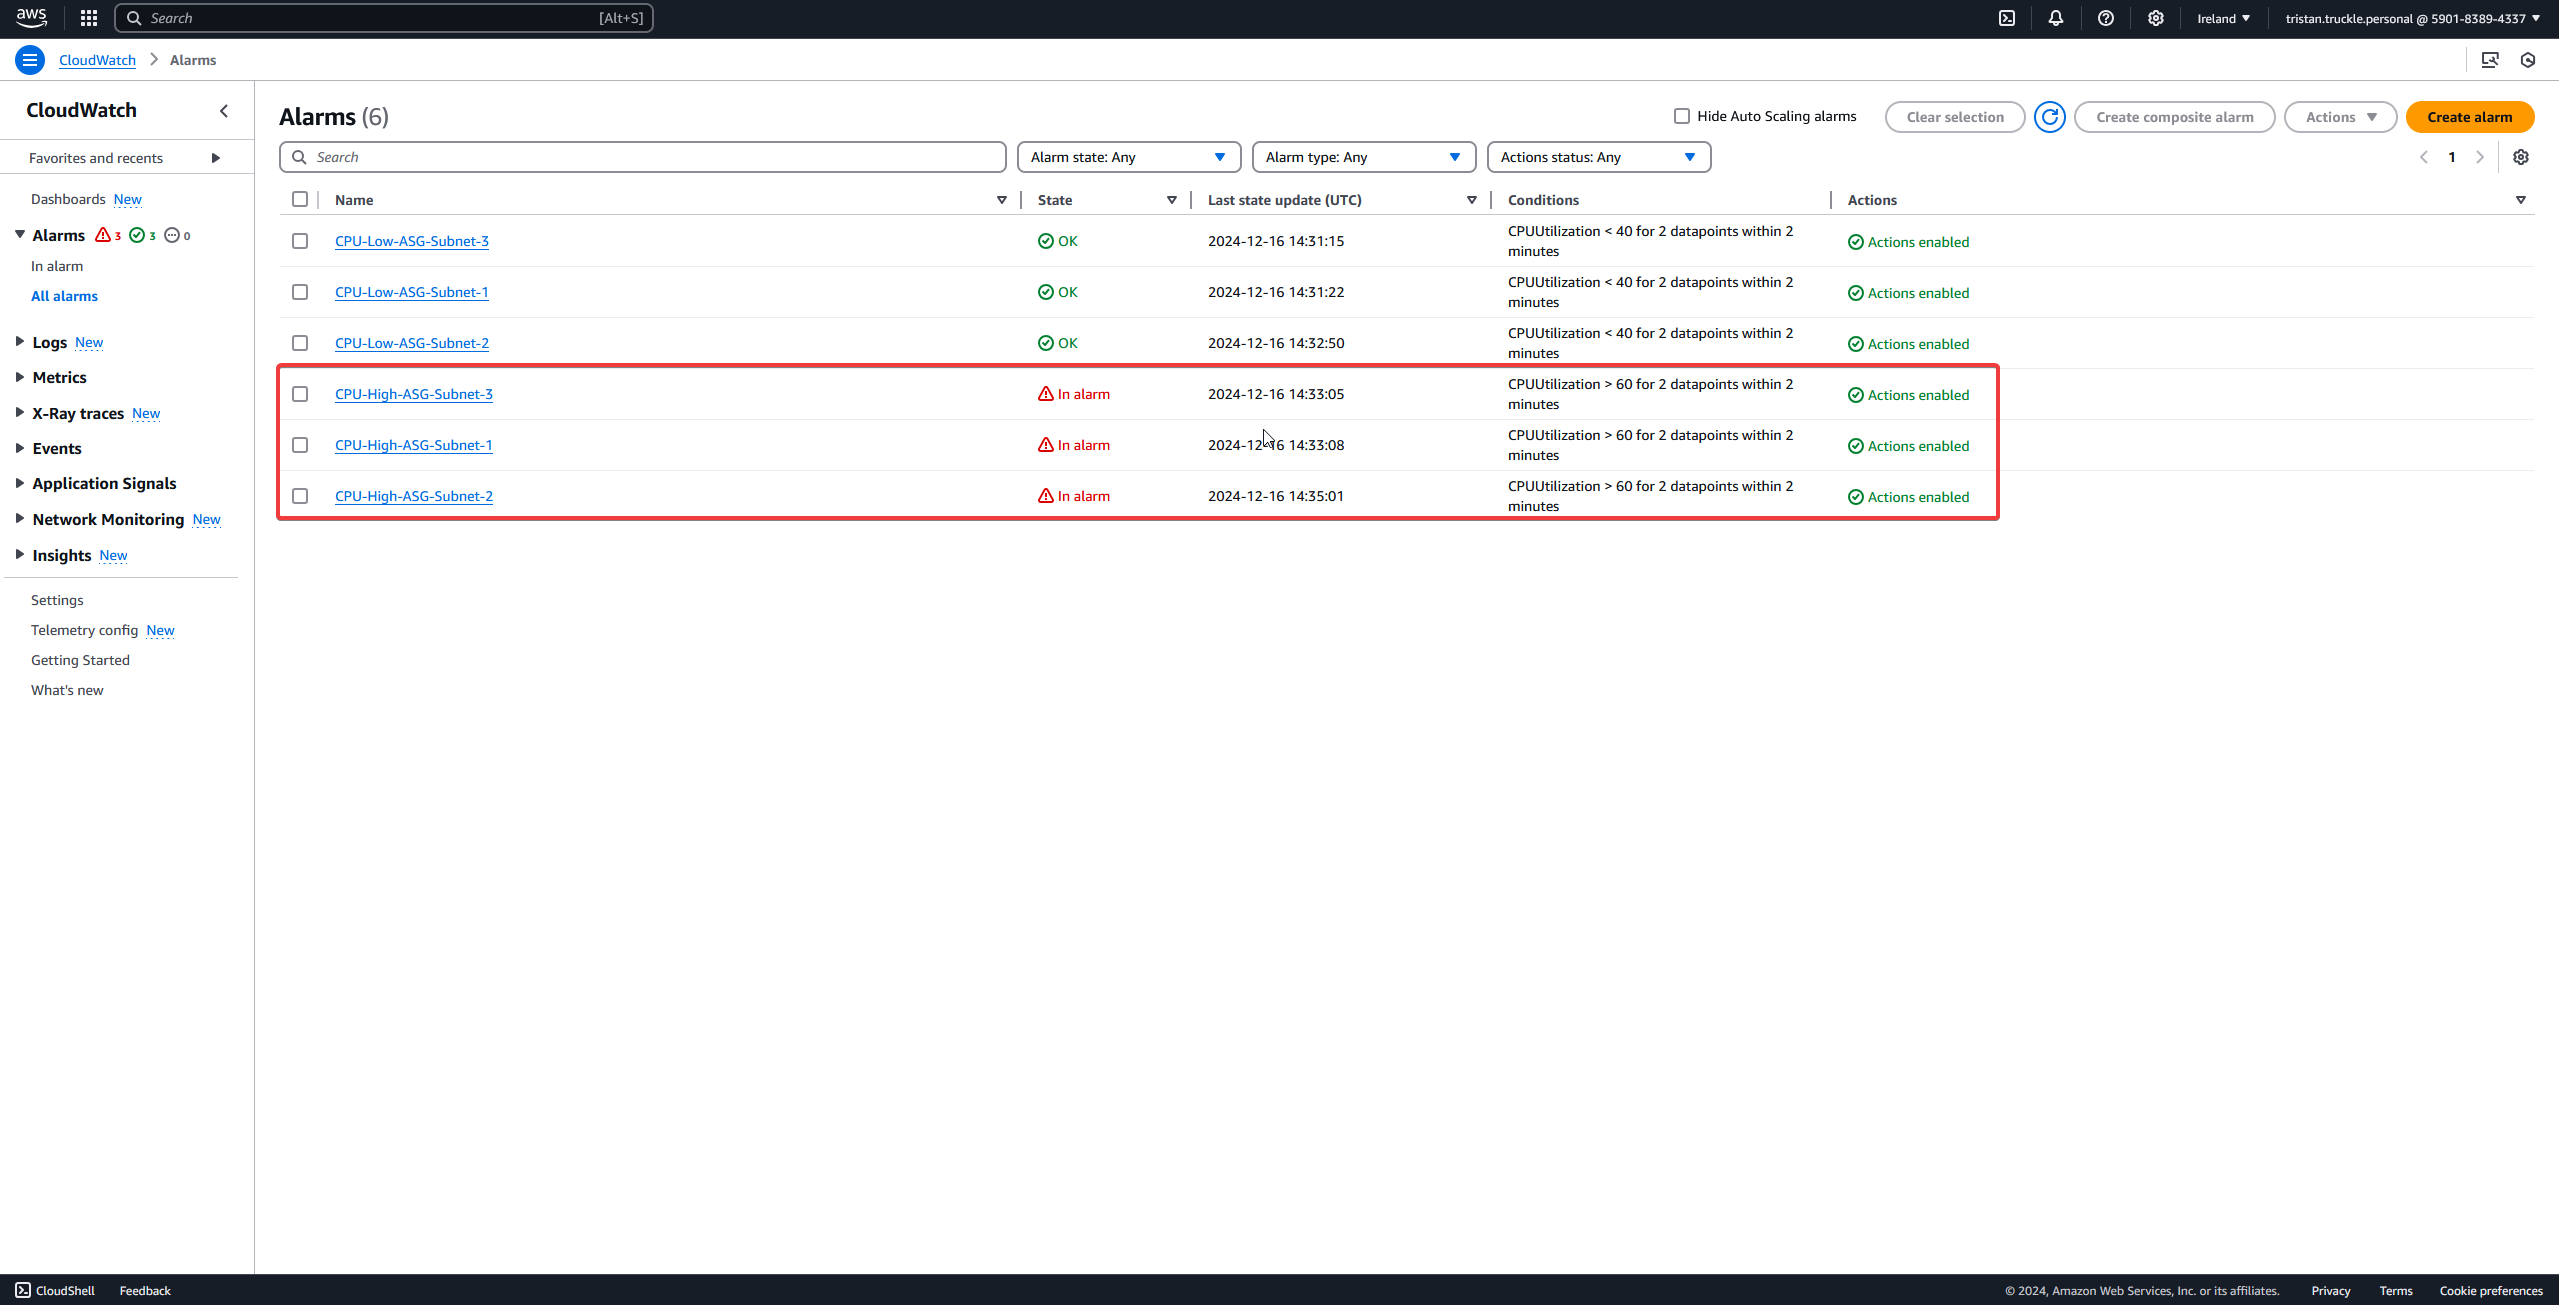 aws
Search [Alt+S]
Ireland tristan.truckle.personal @ 5901-8389-4337
CloudWatch Alarms
CloudWatch
Favorites and recents
Dashboards New
Alarms 3 3 0
In alarm
All alarms
Logs New
Metrics
X-Ray traces New
Events
Application Signals
Network Monitoring New
Insights New
Settings
Telemetry config New
Getting Started
What's new
Alarms (6)
Hide Auto Scaling alarms Clear selection Create composite alarm Actions Create alarm
Search Alarm state: Any Alarm type: Any Actions status: Any 1
Name State Last state update (UTC) Conditions Actions
CPU-Low-ASG-Subnet-3 OK 2024-12-16 14:31:15 CPUUtilization < 40 for 2 datapoints within 2
minutes Actions enabled
CPU-Low-ASG-Subnet-1 OK 2024-12-16 14:31:22 CPUUtilization < 40 for 2 datapoints within 2
minutes Actions enabled
CPU-Low-ASG-Subnet-2 OK 2024-12-16 14:32:50 CPUUtilization < 40 for 2 datapoints within 2
minutes Actions enabled
CPU-High-ASG-Subnet-3 In alarm 2024-12-16 14:33:05 CPUUtilization > 60 for 2 datapoints within 2
minutes Actions enabled
CPU-High-ASG-Subnet-1 In alarm 2024-12-16 14:33:08 CPUUtilization > 60 for 2 datapoints within 2
minutes Actions enabled
CPU-High-ASG-Subnet-2 In alarm 2024-12-16 14:35:01 CPUUtilization > 60 for 2 datapoints within 2
minutes Actions enabled
CloudShell Feedback © 2024, Amazon Web Services, Inc. or its affiliates. Privacy Terms Cookie preferences